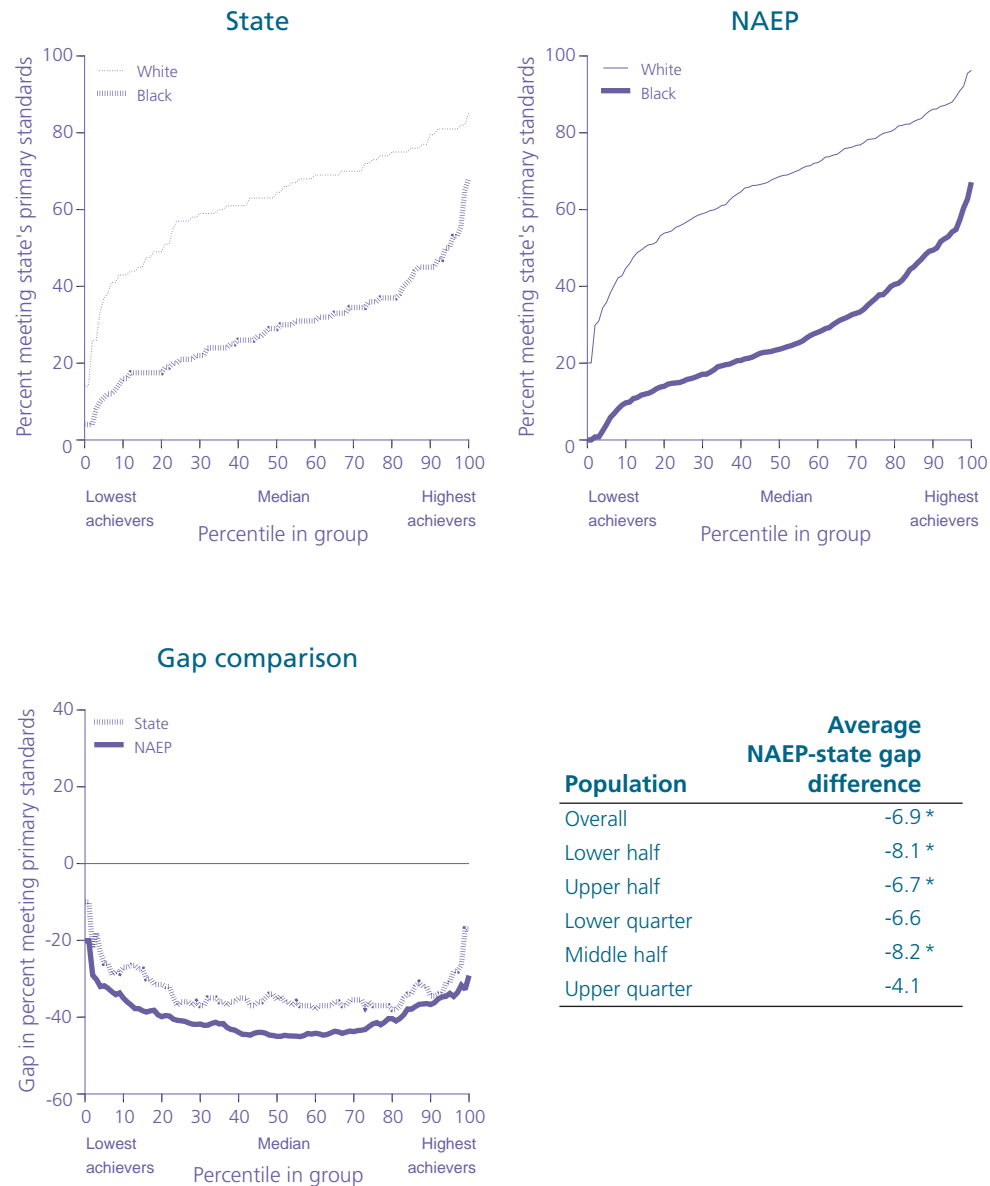 State
Percent meeting state's primary standards
100
80
60
40
20
0
White
Black
0 10 20 30 40 50 60 70 80 90 100
Lowest achievers
Median
Highest achievers
Percentile in group
NAEP
Percent meeting state's primary standards
100
80
60
40
20
0
White
Black
0 10 20 30 40 50 60 70 80 90 100
Lowest achievers
Median
Highest achievers
Percentile in group
Gap comparison
Gap in percent meeting primary standards
40
20
0
-20
-40
-60
State
NAEP
0 10 20 30 40 50 60 70 80 90 100
Lowest achievers
Median
Highest achievers
Percentile in group
Population Average NAEP-state gap difference
Overall -6.9 *
Lower half -8.1 *
Upper half -6.7 *
Lower quarter -6.6
Middle half -8.2 *
Upper quarter -4.1